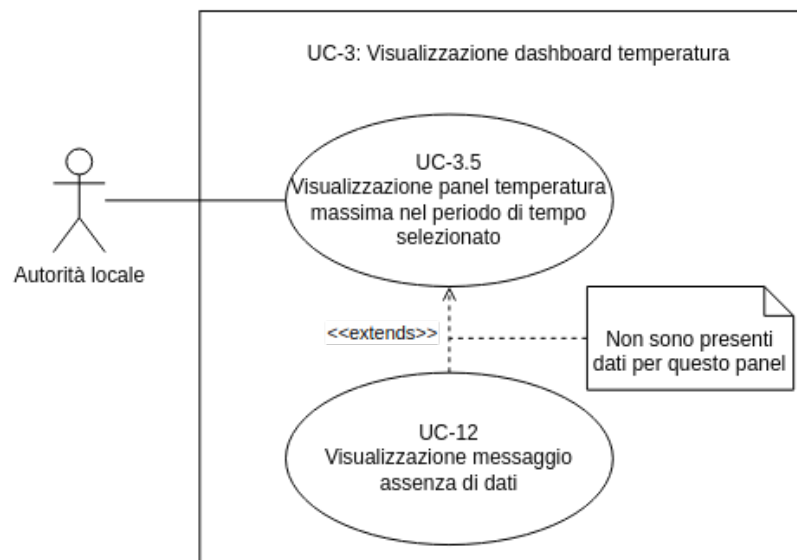 UC-3: Visualizzazione dashboard temperatura
UC-3.5
Visualizzazione panel temperatura
massima nel periodo di tempo
selezionato
Autorità locale
<<extends>>
Non sono presenti
dati per questo panel
UC-12
Visualizzazione messaggio
assenza di dati